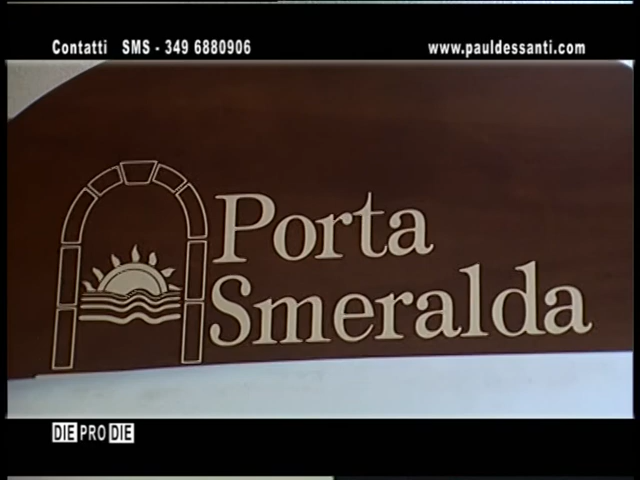 Contatti SMS - 349 6880906 www.pauldessanti.com
Porta
Smeralda
DIE PRO DIE